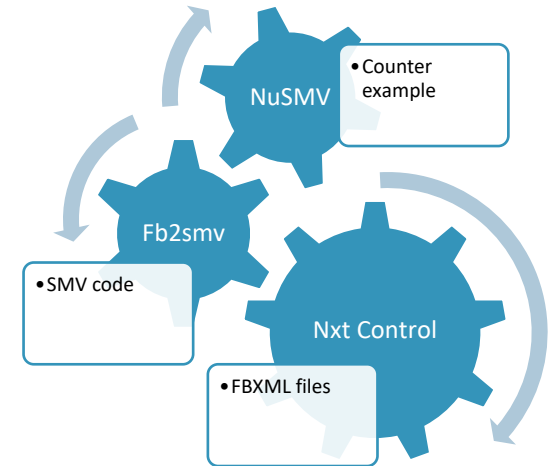 NuSMV
•Counter
example
Fb2smv
•SMV code
Nxt Control
•FBXML files